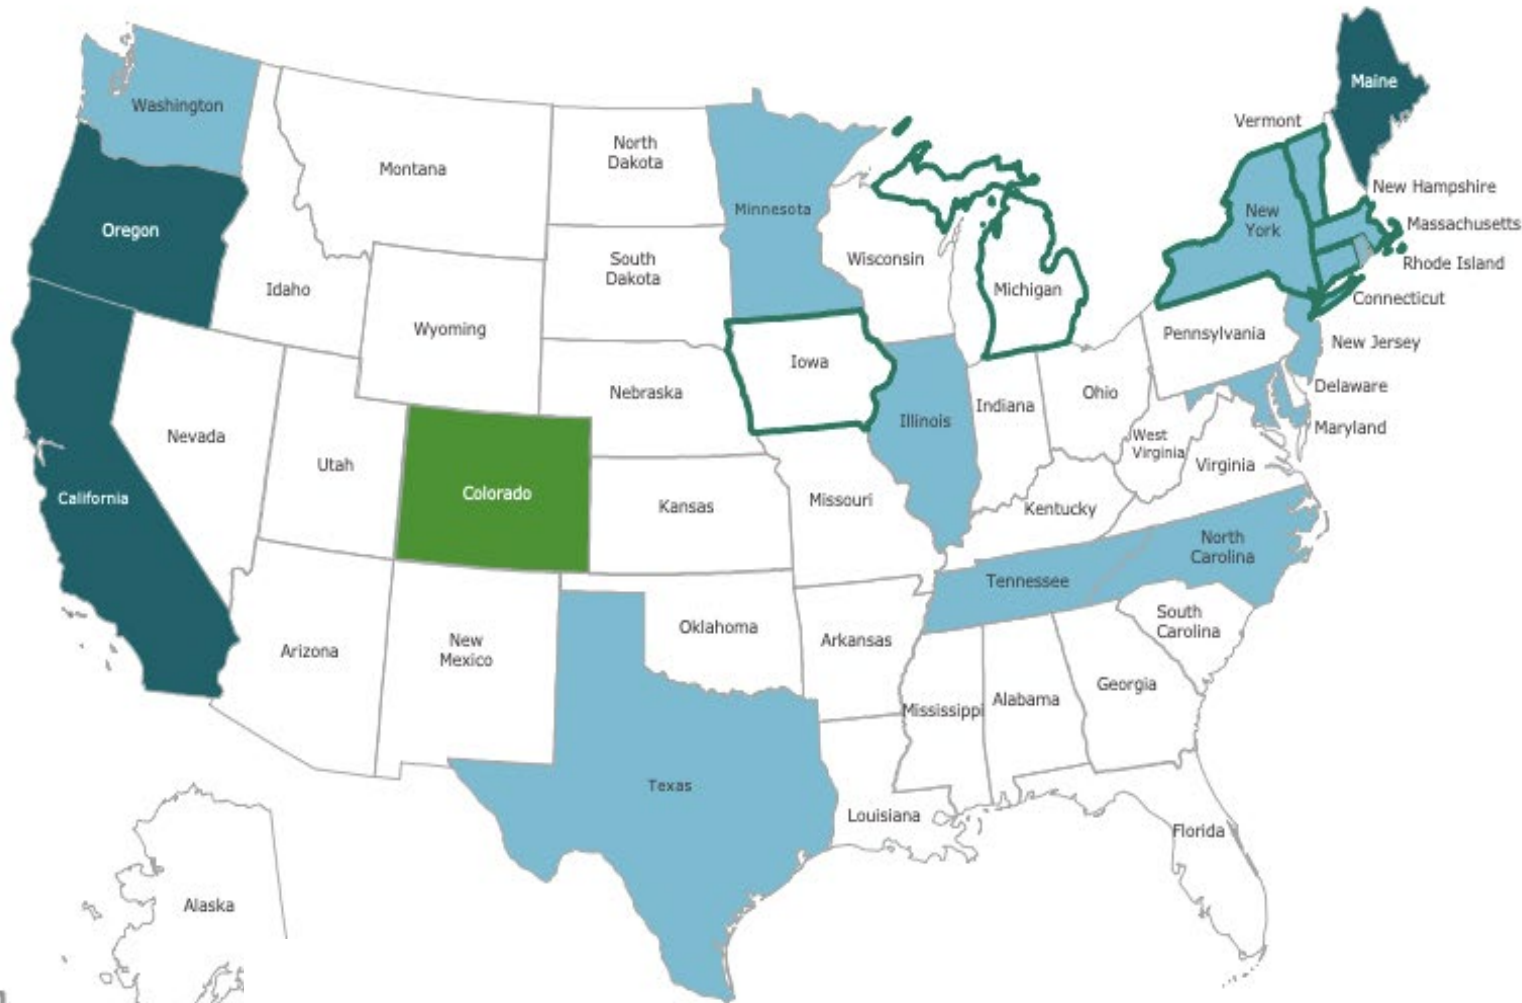 Maine
Washington
Vermont
North
Dakota
Montana
New Hampshire
Minnesota
New
York
Massachusetts
Oregon
Wisconsin
Rhode Island
South
Dakota
Idaho
Michigan
Connecticut
Wyoming
Pennsylvania
New Jersey
Iowa
Delaware
Nebraska
Ohio
Indiana
Illinois
Maryland
Nevada
West
Virginia
Utah
Virginia
Colorado
California
Missouri
Kansas
Kentucky
North
Carolina
Tennessee
South
Carolina
Oklahoma
Arkansas
New
Mexico
Arizona
Georgia
Alabama
Mississippi
Texas
Louisiana
Florida
Alaska